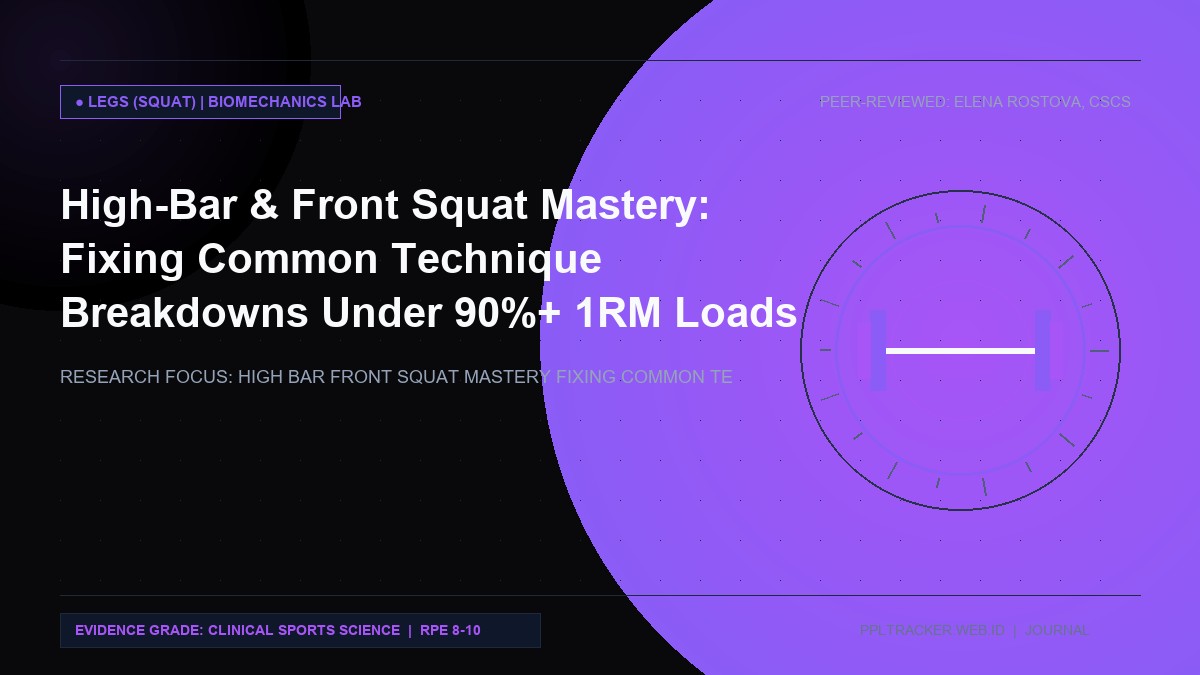 ● LEGS (SQUAT) | BIOMECHANICS LAB
PEER-REVIEWED: ELENA ROSTOVA, CSCS
High-Bar & Front Squat Mastery:
Fixing Common Technique
Breakdowns Under 90%+ 1RM Loads
RESEARCH FOCUS: HIGH BAR FRONT SQUAT MASTERY FIXING COMMON TE
EVIDENCE GRADE: CLINICAL SPORTS SCIENCE | RPE 8-10
PPLTRACKER WEB ID | JOURNAL